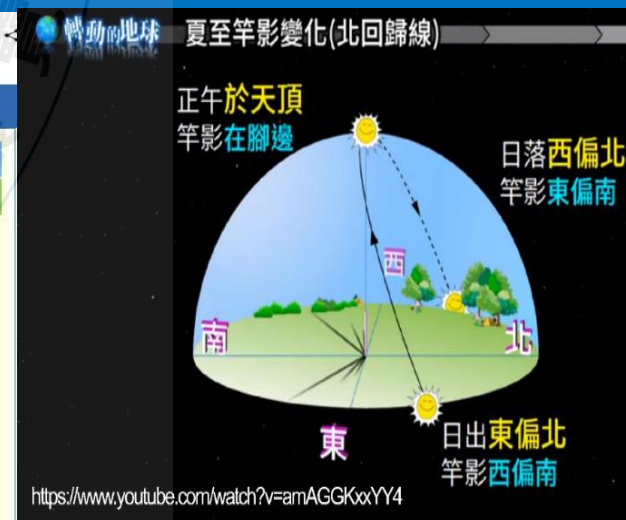 轉動的地球
夏至竿影變化(北回歸線)
正午於天頂
竿影在腳邊
日落西偏北
竿影東偏南
西
南
北
東
日出東偏北
竿影西偏南
https://www.youtube.com/watch?v=amAGGKxxYY4